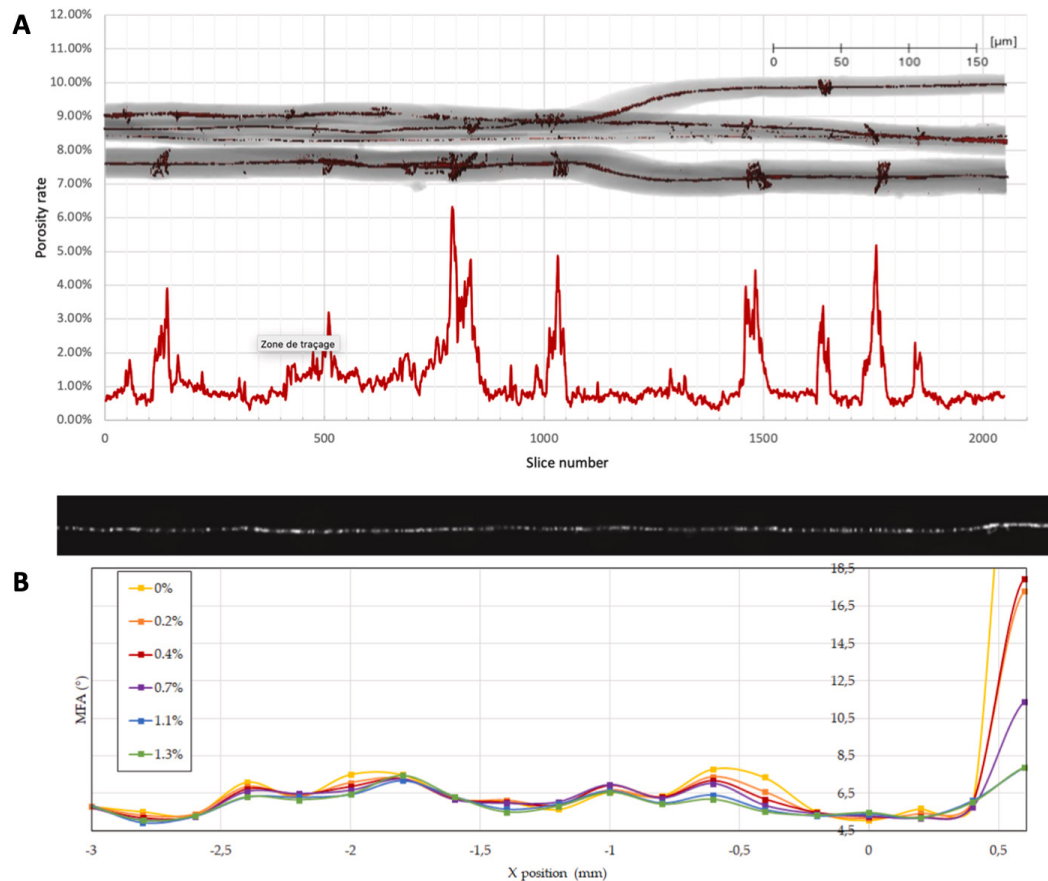 A
12.00%
11.00%
10.00%
9.00%
8.00%
7.00%
6.00%
5.00%
4.00%
3.00%
2.00%
1.00%
0.00%
Porosity rate
[µm]
0 50 100 150
Zone de traçage
0 500 1000 1500 2000
Slice number
B
0%
0.2%
0.4%
0.7%
1.1%
1.3%
MFA (°)
18,5
16,5
14,5
12,5
10,5
8,5
6,5
4,5
-3 -2,5 -2 -1,5 -1 -0,5 0 0,5
X position (mm)